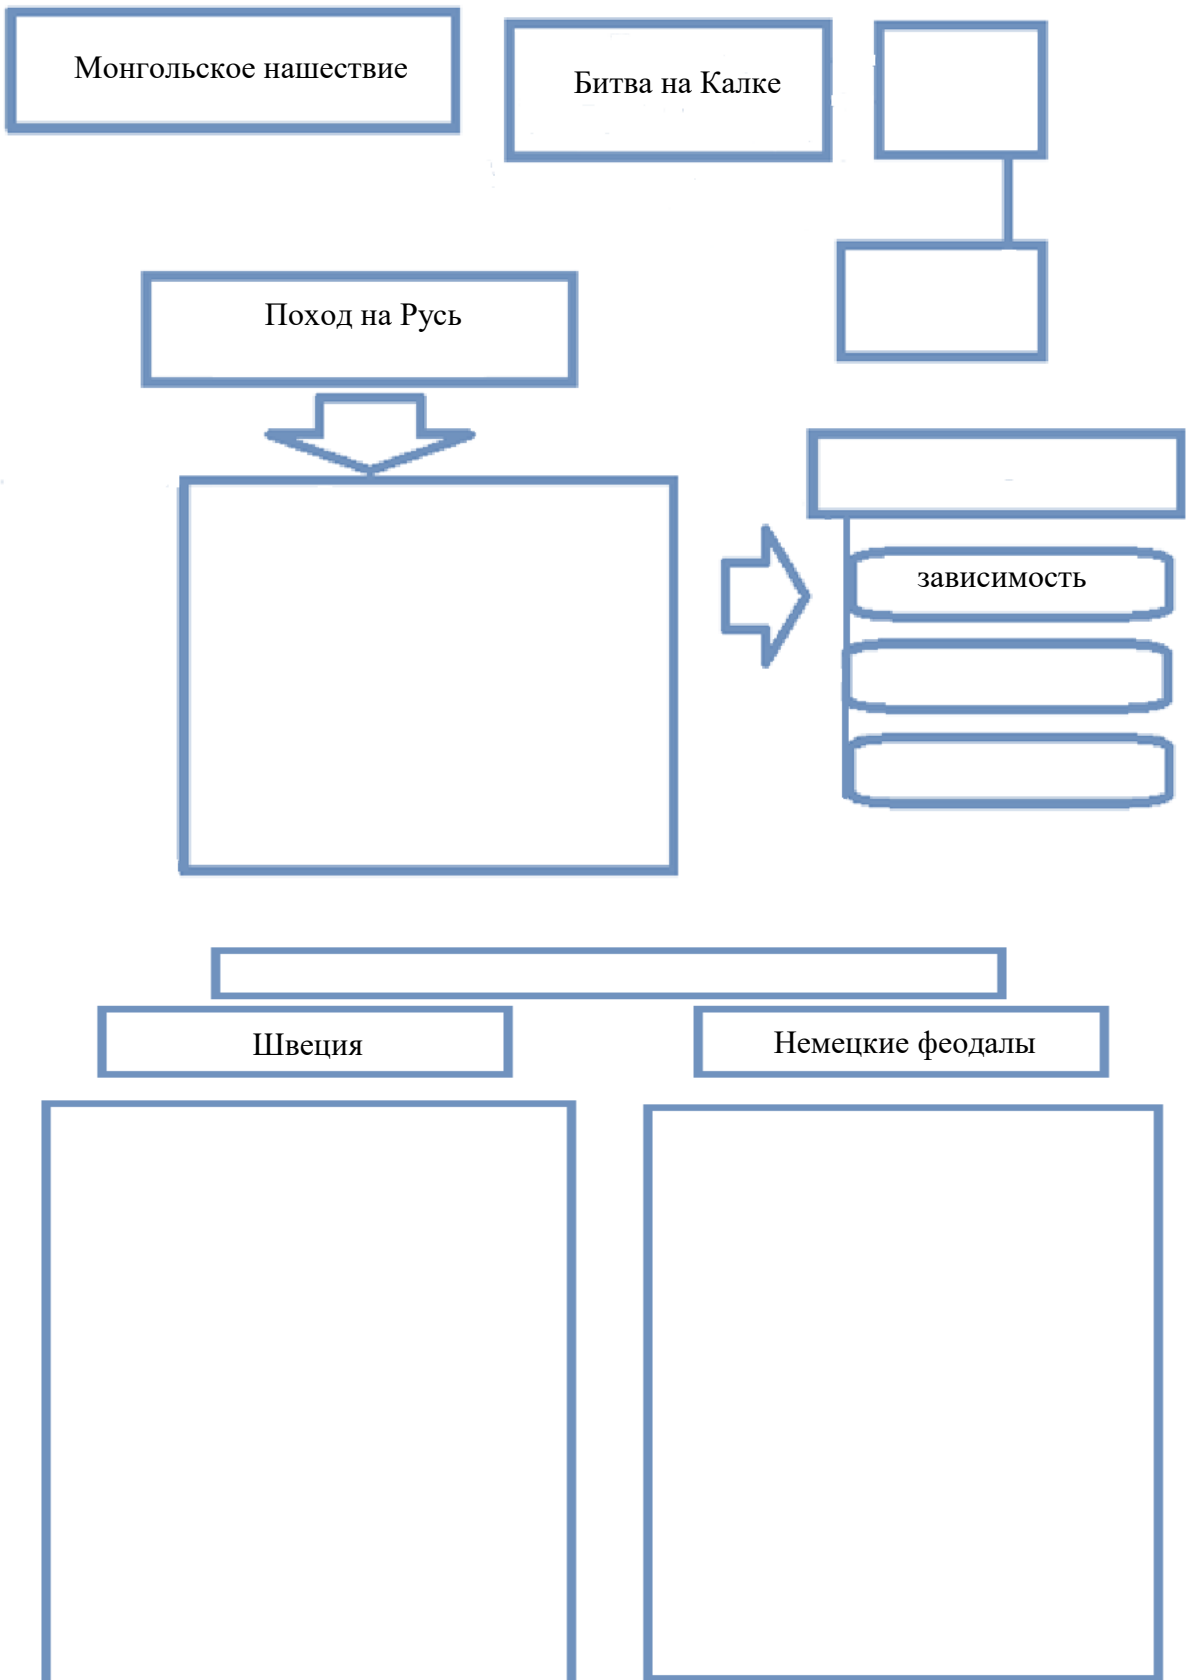 Монгольское нашествие
Битва на Калке
Поход на Русь
зависимость
Швеция
Немецкие феодалы